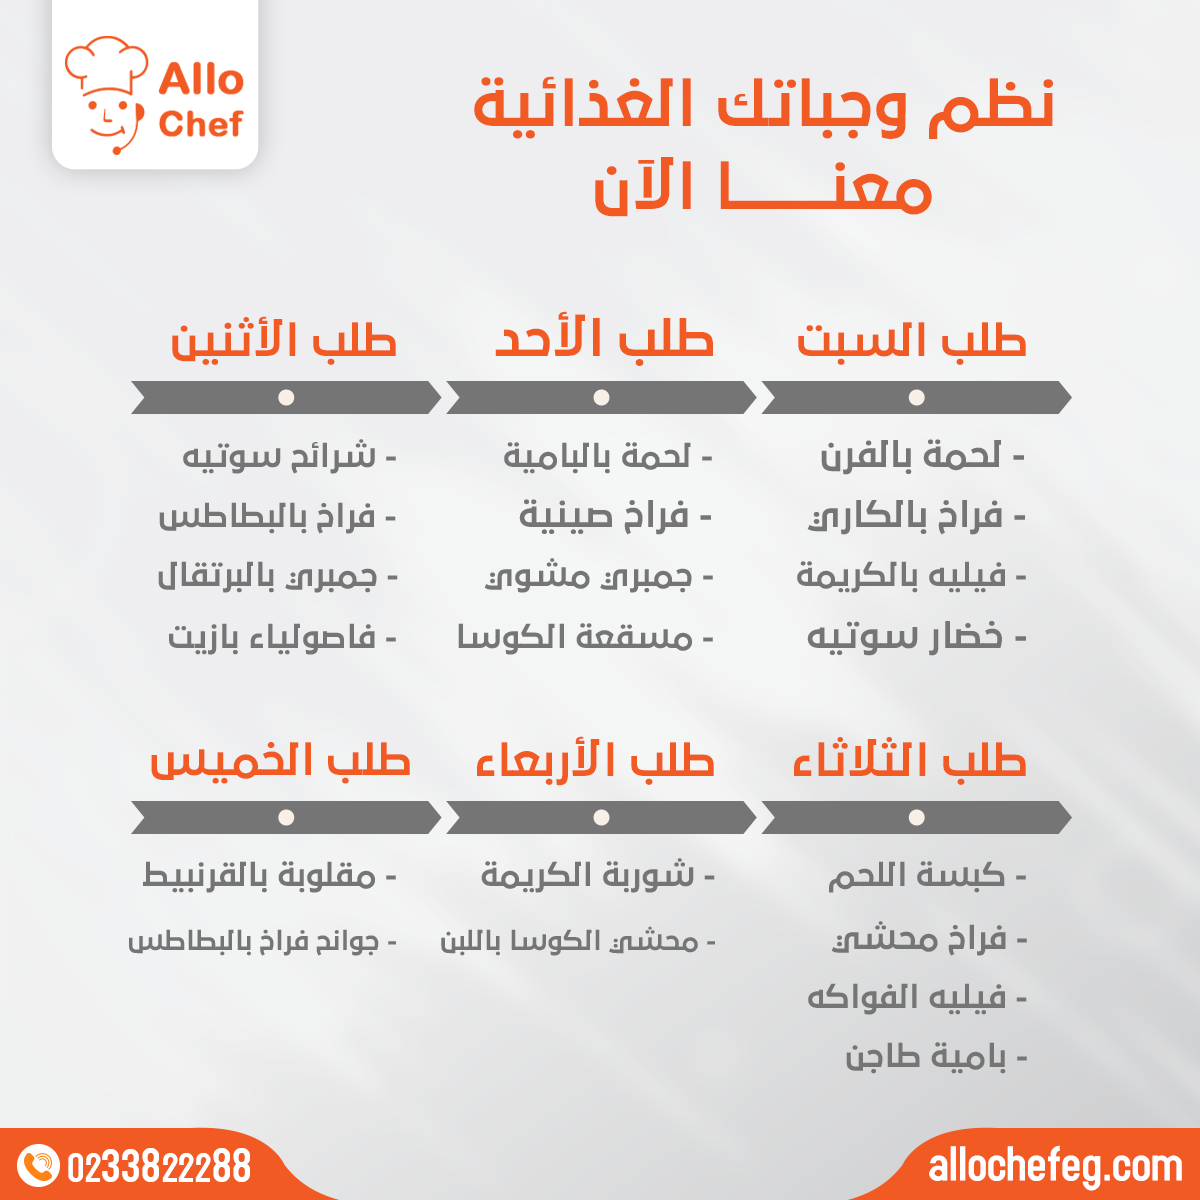 Allo
Chef
نظم وجباتك الغذائية
معنـــــا الآن
طلب السبت
- لحمة بالفرن
- فراخ بالكاري
- فيليه بالكريمة
- خضار سوتيه
طلب الأحد
- لحمة بالبامية
- فراخ صينية
- جمبري مشوي
- مسقعة الكوسا
طلب الأثنين
- شرائح سوتيه
- فراخ بالبطاطس
- جمبري بالبرتقال
- فاصولياء بازيت
طلب الثلاثاء
- كبسة اللحم
- فراخ محشي
- فيليه الفواكه
- بامية طاجن
طلب الأربعاء
- شوربة الكريمة
- محشي الكوسا باللبن
طلب الخميس
- مقلوبة بالقرنبيط
- جوانح فراخ بالبطاطس
0233822288
allochefeg.com